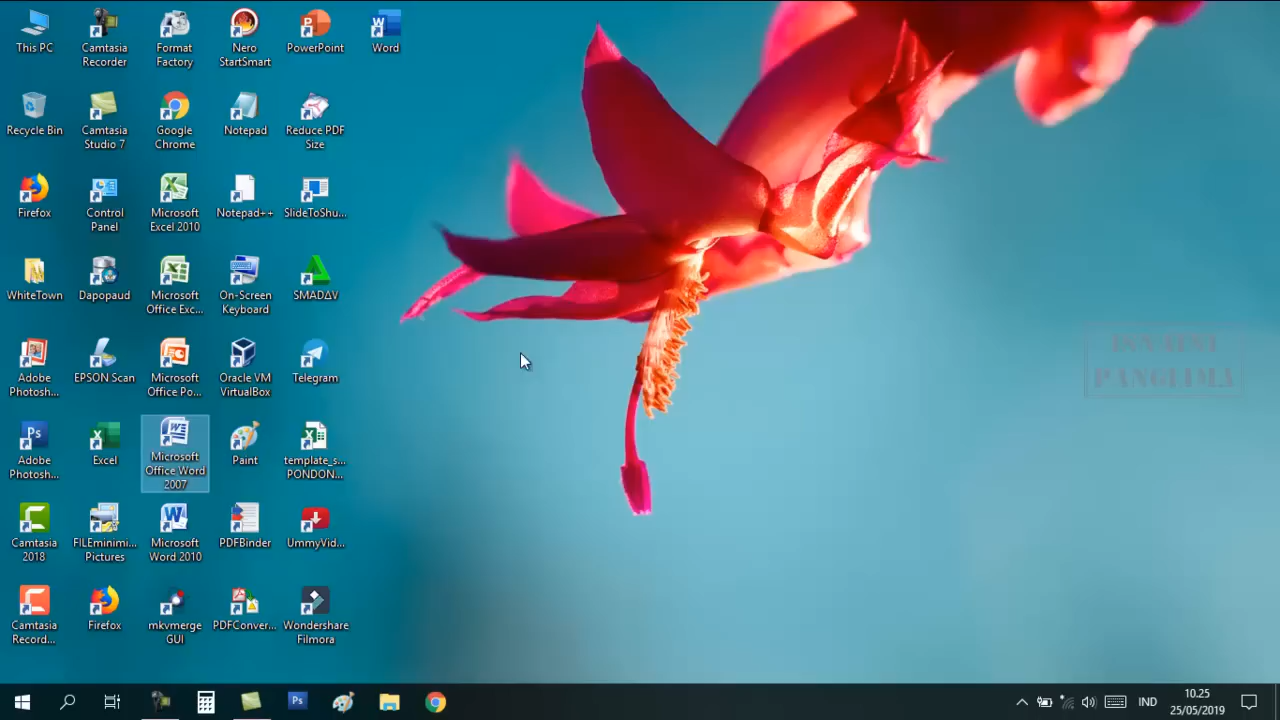 This PC
Camtasia
Recorder
Format
Factory
Nero
StartSmart
PowerPoint
Word
Recycle Bin
Camtasia
Studio 7
Google
Chrome
Notepad
Reduce PDF
Size
Firefox
Control
Panel
Microsoft
Excel 2010
Notepad++
SlideToShu...
WhiteTown
Dapopaud
Microsoft
Office Exc...
On-Screen
Keyboard
SMADΔV
Adobe
Photosh...
EPSON Scan
Microsoft
Office Po...
Oracle VM
VirtualBox
Telegram
Adobe
Photosh...
Excel
Microsoft
Office Word
2007
Paint
template_s...
PONDON...
Camtasia
2018
FILEminimi...
Pictures
Microsoft
Word 2010
PDFBinder
UmmyVid...
Camtasia
Record...
Firefox
mkvmerge
GUI
PDFConver...
Wondershare
Filmora
PANGLIMA
IND
10.25
25/05/2019